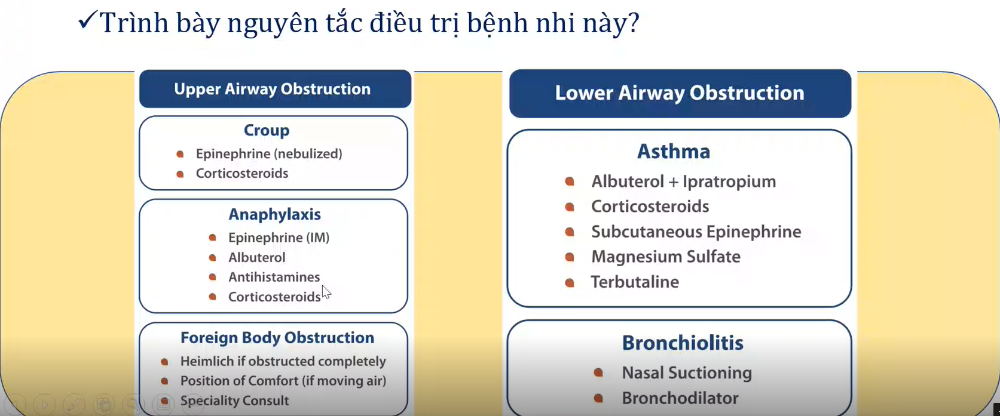 Trình bày nguyên tắc điều trị bệnh nhi này?
Upper Airway Obstruction
Croup
Epinephrine (nebulized)
Corticosteroids
Anaphylaxis
Epinephrine (IM)
Albuterol
Antihistamines
Corticosteroids
Foreign Body Obstruction
Heimlich if obstructed completely
Position of Comfort (if moving air)
Speciality Consult
Lower Airway Obstruction
Asthma
Albuterol + Ipratropium
Corticosteroids
Subcutaneous Epinephrine
Magnesium Sulfate
Terbutaline
Bronchiolitis
Nasal Suctioning
Bronchodilator